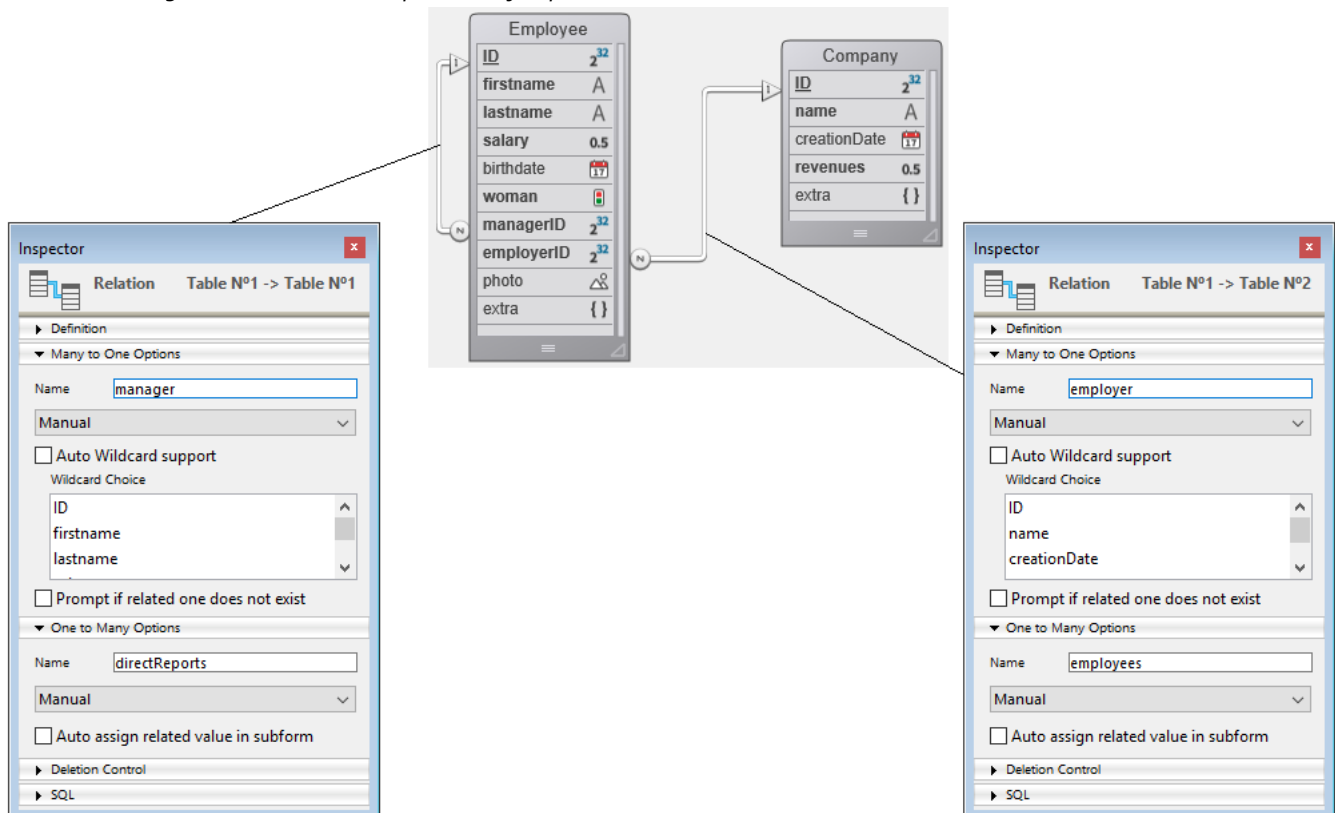 Employee
ID 2³²
firstname A
lastname A
salary 0.5
birthdate 17
woman
managerID 2³²
employerID 2³²
photo
extra { }
1
N
N
1
Company
ID 2³²
name A
creationDate 17
revenues 0.5
extra { }
Inspector x
Relation Table Nº1 -> Table Nº1
Definition
Many to One Options
Name manager
Manual
Auto Wildcard support
Wildcard Choice
ID
firstname
lastname
Prompt if related one does not exist
One to Many Options
Name directReports
Manual
Auto assign related value in subform
Deletion Control
SQL
Inspector x
Relation Table Nº1 -> Table Nº2
Definition
Many to One Options
Name employer
Manual
Auto Wildcard support
Wildcard Choice
ID
name
creationDate
Prompt if related one does not exist
One to Many Options
Name employees
Manual
Auto assign related value in subform
Deletion Control
SQL